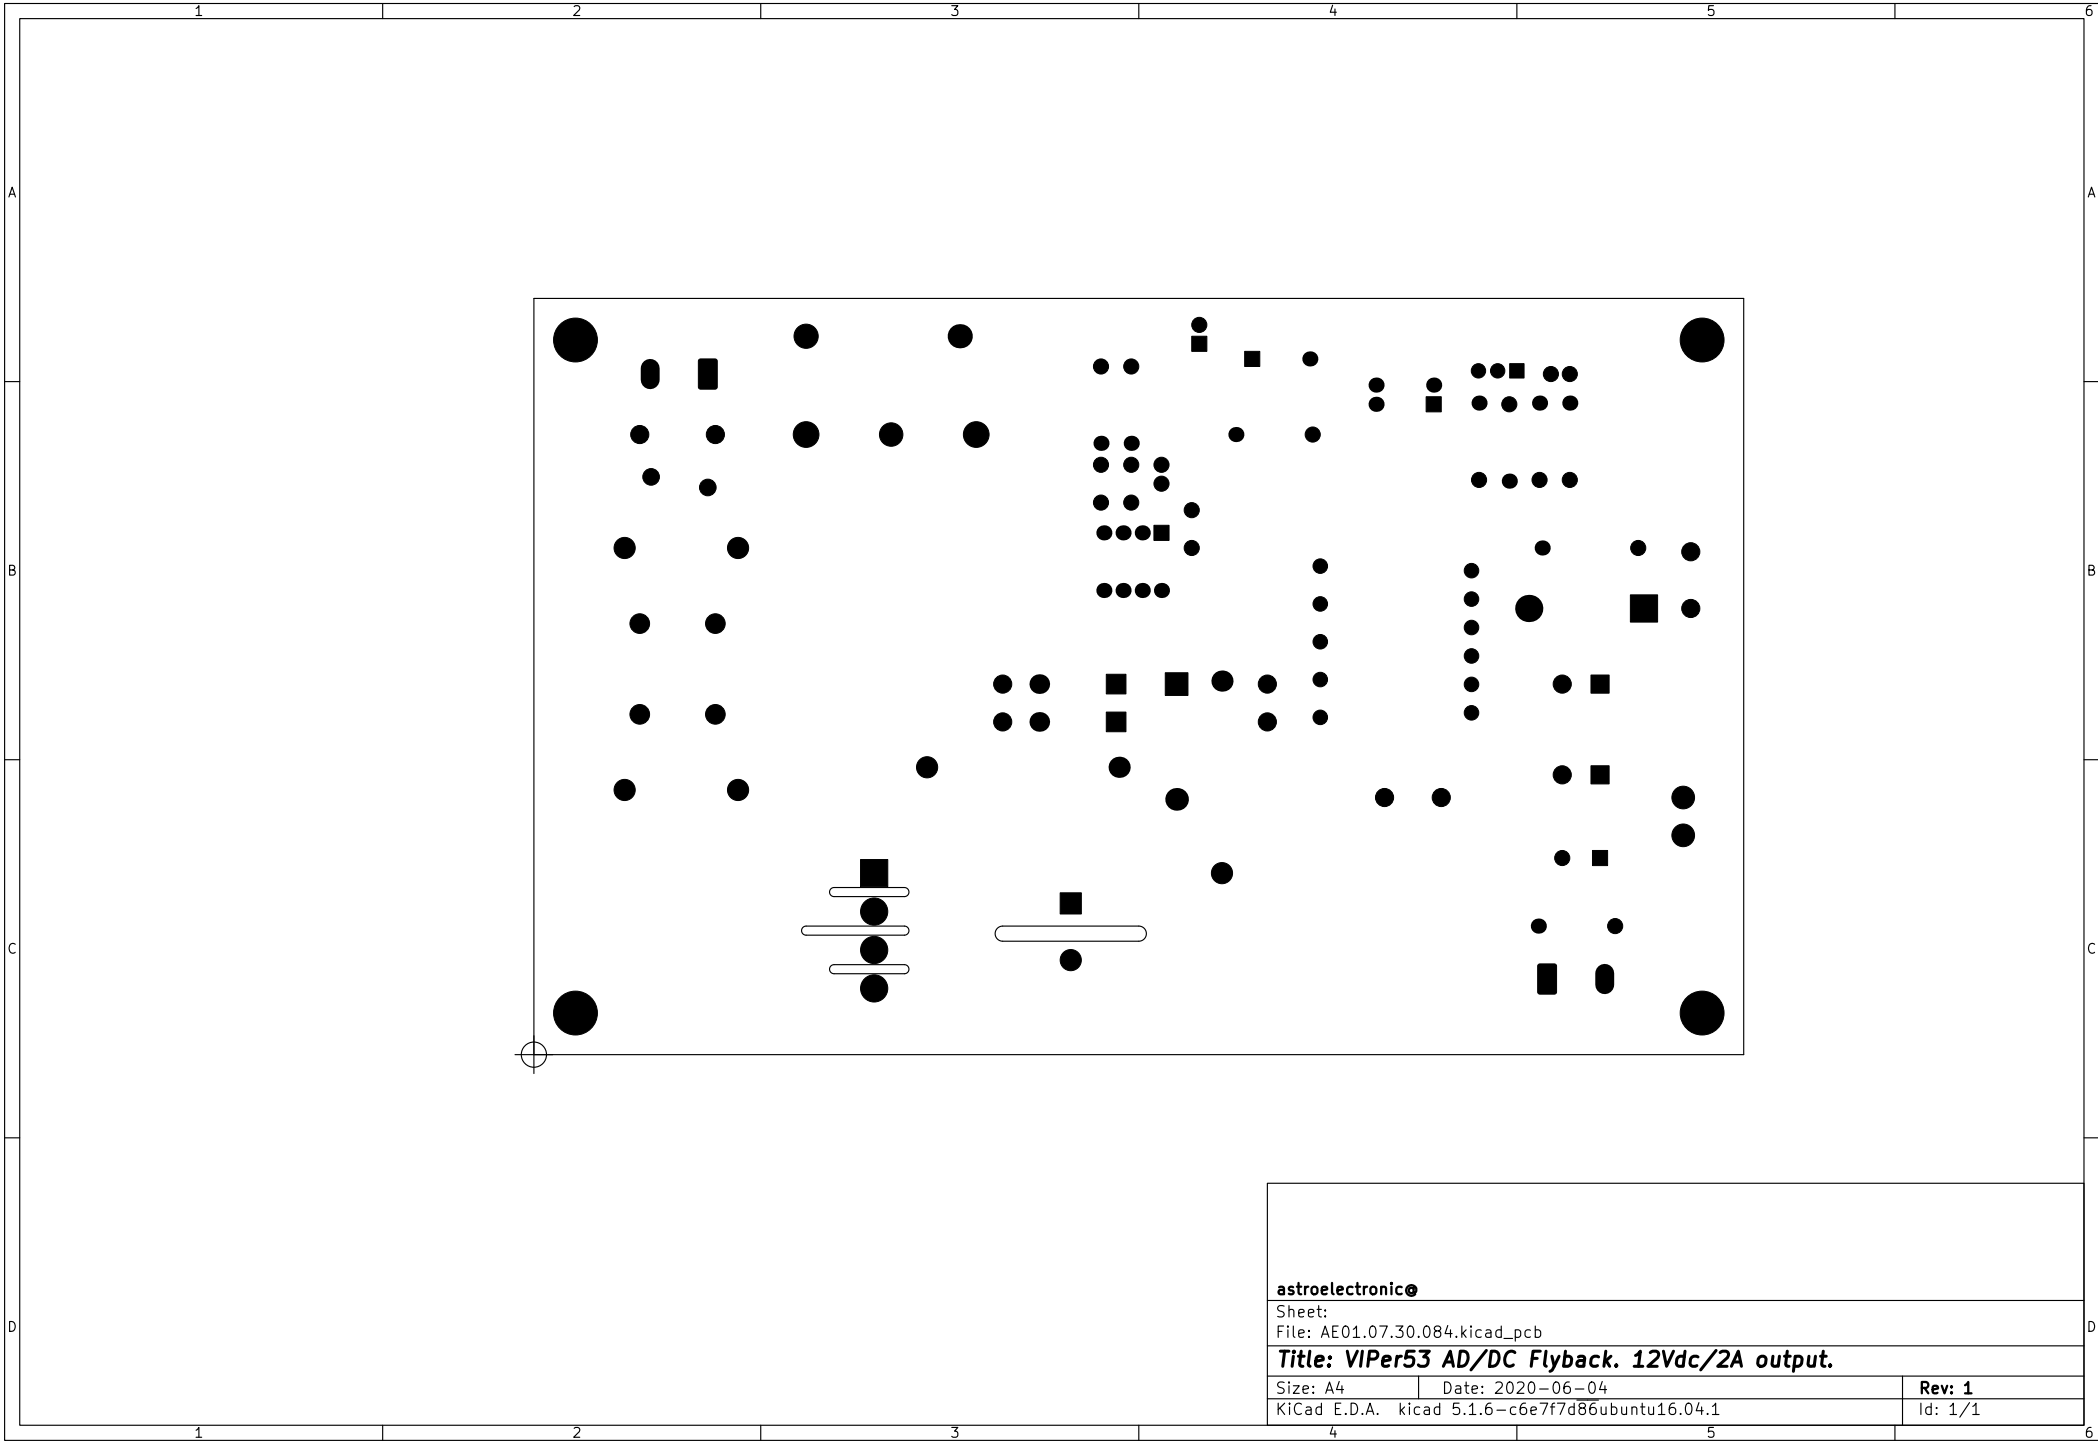 1 2 3 4 5 6
A A
B B
C C
astroelectronic@
Sheet:
File: AE01.07.30.084.kicad_pcb
D D
Title: VIPer53 AD/DC Flyback. 12Vdc/2A output.
Size: A4 Date: 2020-06-04 Rev: 1
KiCad E.D.A. kicad 5.1.6-c6e7f7d86ubuntu16.04.1 Id: 1/1
1 2 3 4 5 6